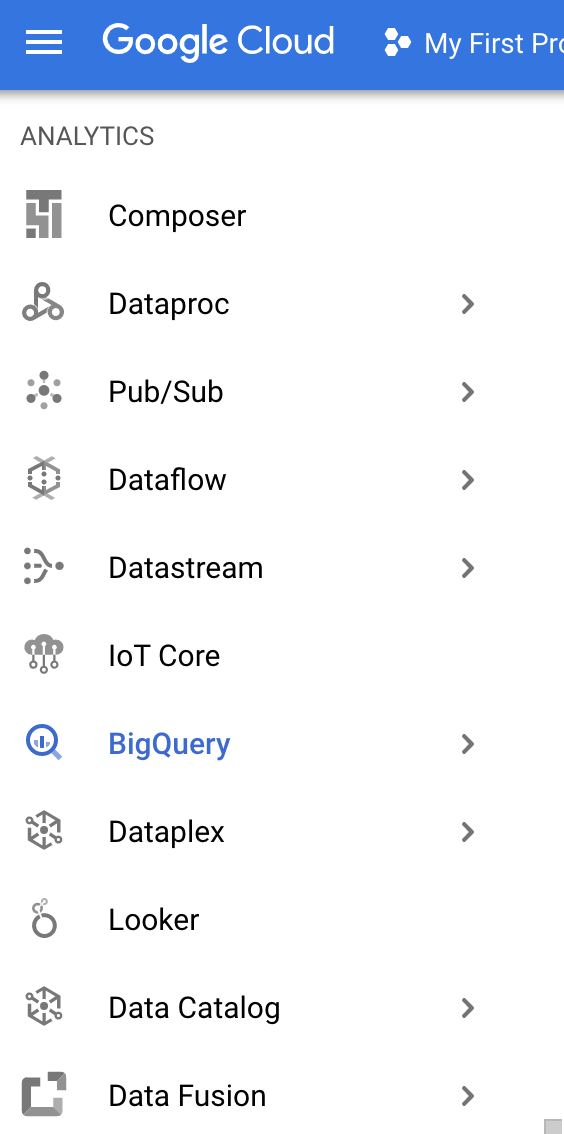 Google Cloud My First Pro
ANALYTICS
Composer
Dataproc
Pub/Sub
Dataflow
Datastream
IoT Core
BigQuery
Dataplex
Looker
Data Catalog
Data Fusion